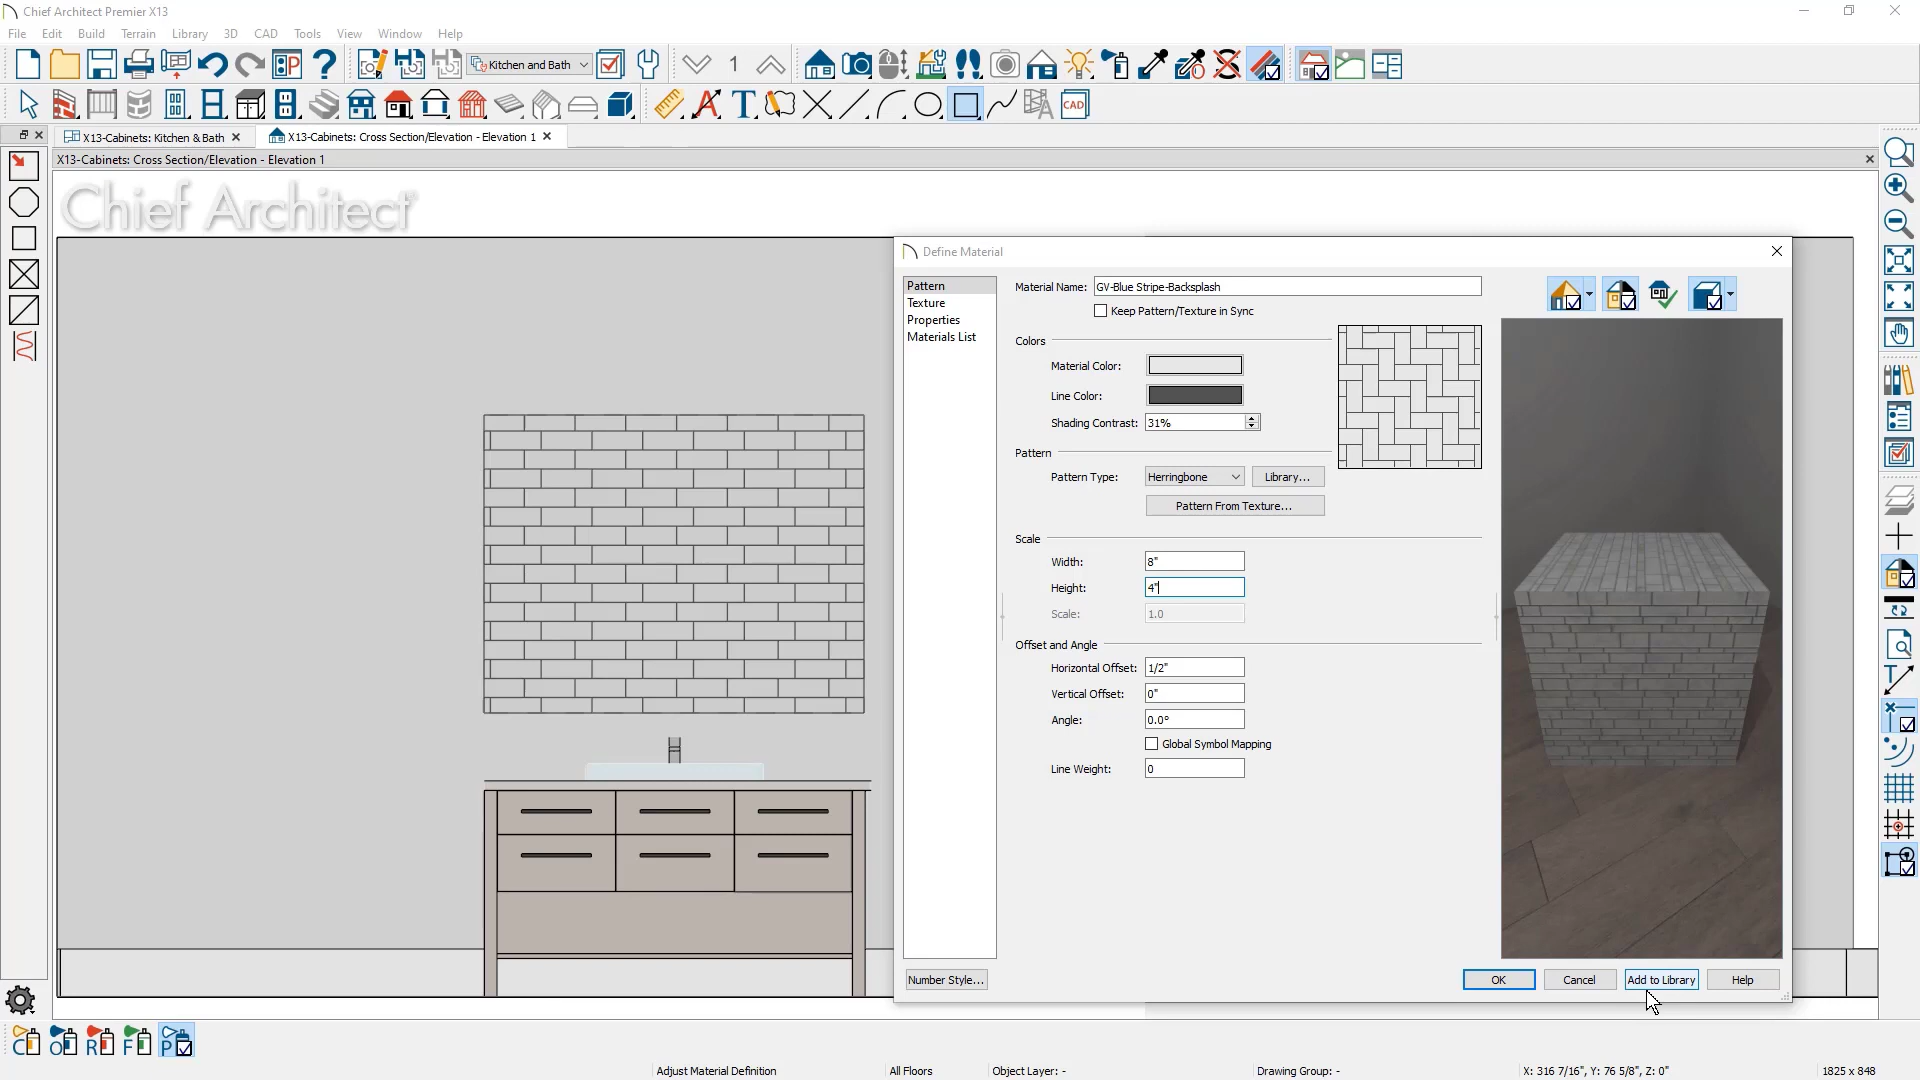 Chief Architect Premier X13
File Edit Build Terrain Library 3D CAD Tools View Window Help
Kitchen and Bath 1
CAD
X13-Cabinets: Kitchen & Bath X13-Cabinets: Cross Section/Elevation - Elevation 1
X13-Cabinets: Cross Section/Elevation - Elevation 1
Chief Architect
Define Material
Pattern
Texture
Properties
Materials List
Material Name: GV-Blue Stripe-Backsplash
Keep Pattern/Texture in Sync
Colors
Material Color:
Line Color:
Shading Contrast: 31%
Pattern
Pattern Type: Herringbone Library...
Pattern From Texture...
Scale
Width: 8"
Height: 4"
Scale: 1.0
Offset and Angle
Horizontal Offset: 1/2"
Vertical Offset: 0"
Angle: 0.0°
Global Symbol Mapping
Line Weight: 0
Number Style... OK Cancel Add to Library Help
C O R F P
Adjust Material Definition All Floors Object Layer: - Drawing Group: - X: 316 7/16", Y: 76 5/8", Z: 0" 1825 x 848